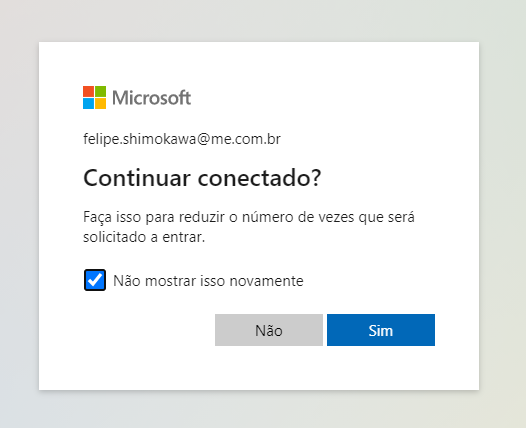 Microsoft
felipe.shimokawa@me.com.br
Continuar conectado?
Faça isso para reduzir o número de vezes que será
solicitado a entrar.
Não mostrar isso novamente
Não
Sim